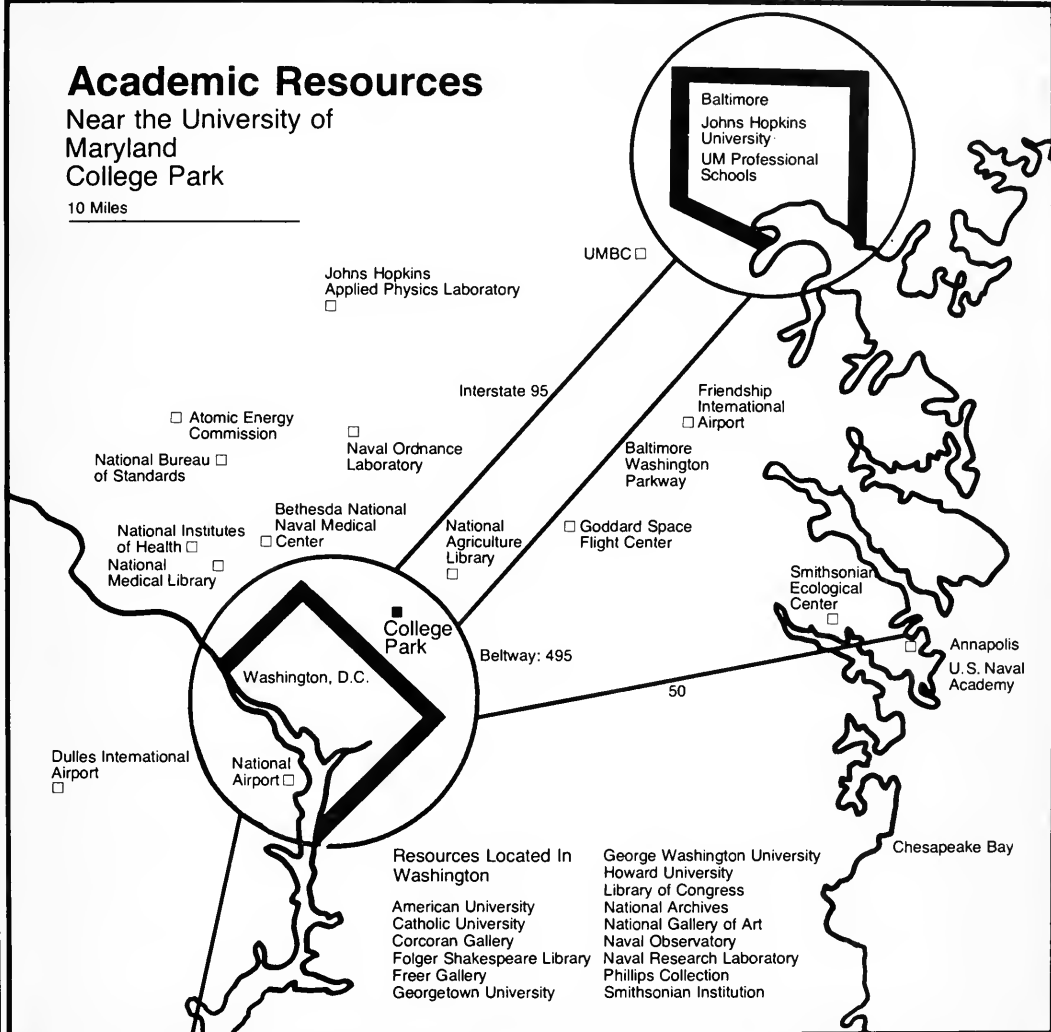 Academic Resources
Near the University of
Maryland
College Park
10 Miles
Baltimore
Johns Hopkins
University
UM Professional
Schools
UMBC
Johns Hopkins
Applied Physics Laboratory
Interstate 95
Friendship
International
Airport
Atomic Energy
Commission
Naval Ordnance
Laboratory
Baltimore
Washington
Parkway
National Bureau
of Standards
Bethesda National
Naval Medical
Center
National
Agriculture
Library
Goddard Space
Flight Center
National Institutes
of Health
National
Medical Library
Smithsonian
Ecological
Center
College
Park
Beltway: 495
Annapolis
U.S. Naval
Academy
Washington, D.C.
50
Dulles International
Airport
National
Airport
Chesapeake Bay
Resources Located In
Washington
American University
Catholic University
Corcoran Gallery
Folger Shakespeare Library
Freer Gallery
Georgetown University
George Washington University
Howard University
Library of Congress
National Archives
National Gallery of Art
Naval Observatory
Naval Research Laboratory
Phillips Collection
Smithsonian Institution